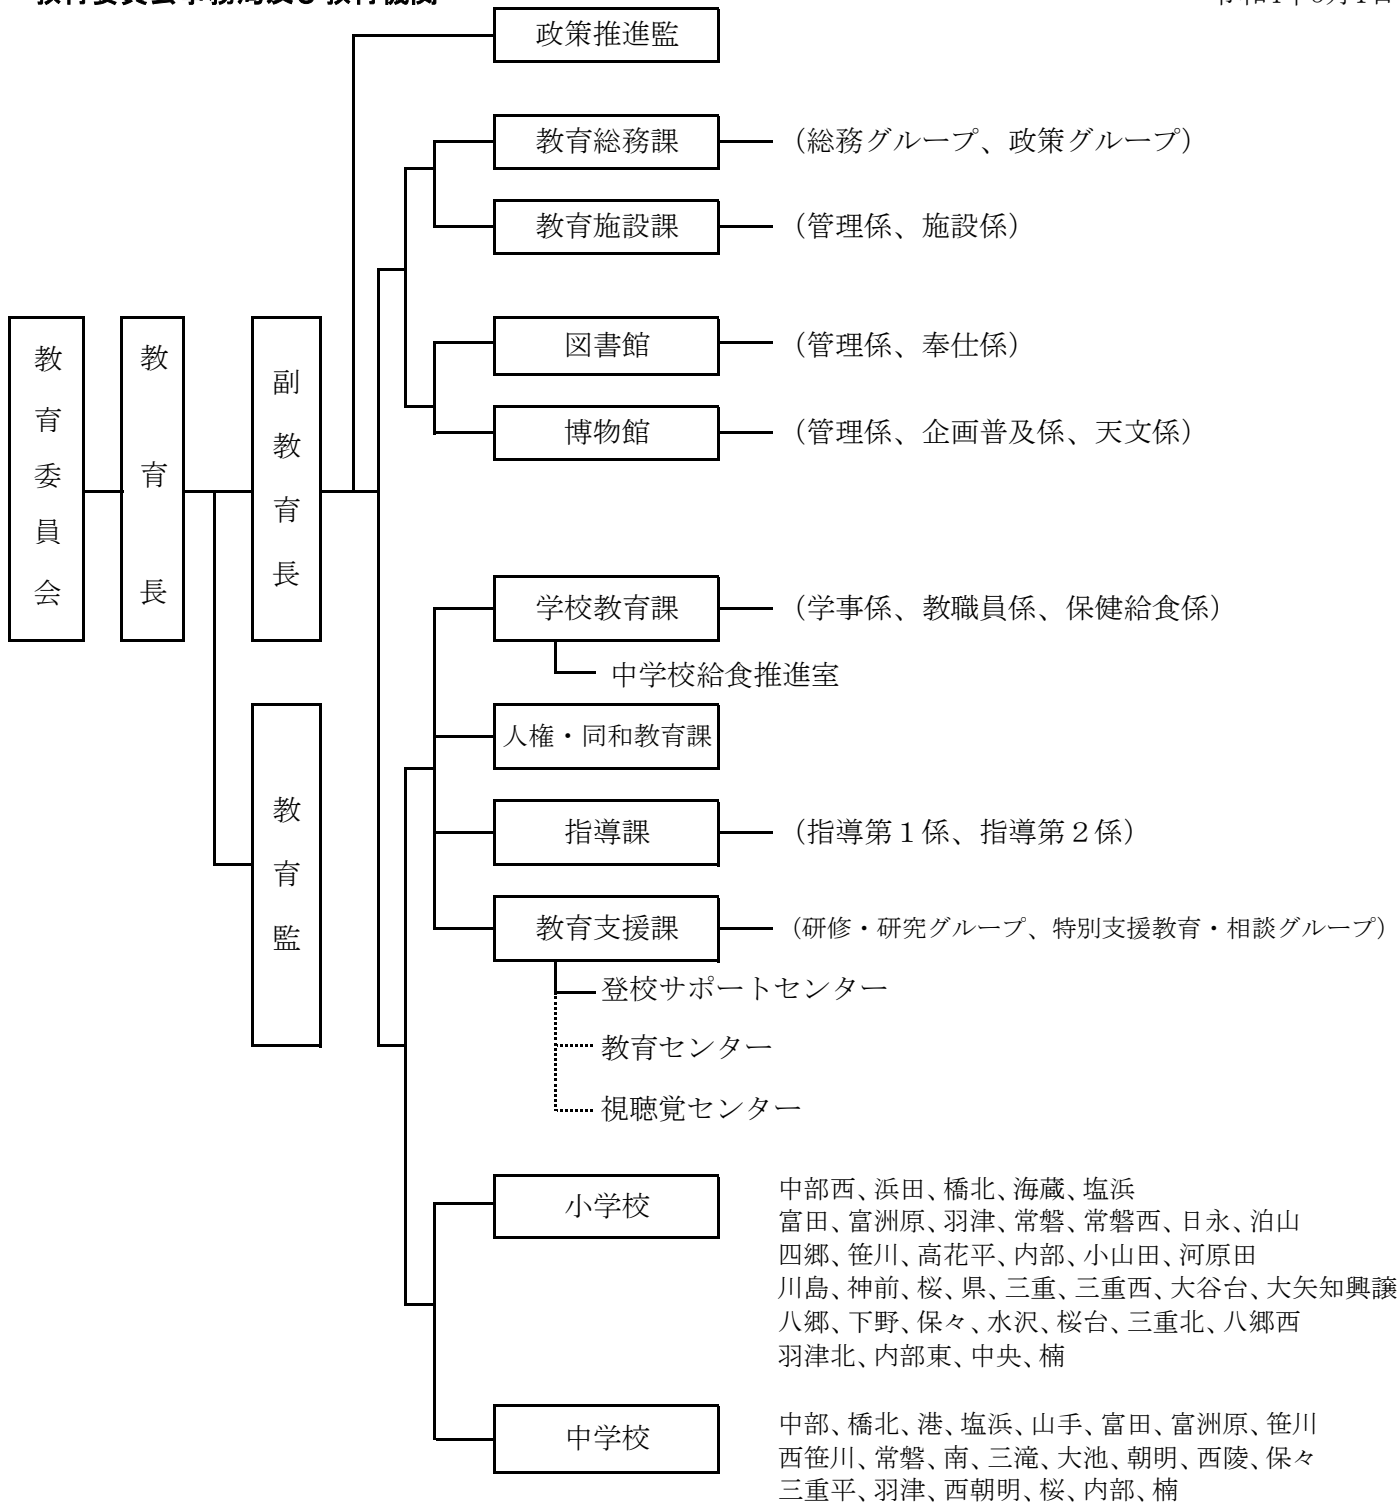 政策推進監
教育総務課 （総務グループ、政策グループ）
教育施設課 （管理係、施設係）
図書館 （管理係、奉仕係）
博物館 （管理係、企画普及係、天文係）
教育委員会
教育長
副教育長
学校教育課 （学事係、教職員係、保健給食係）
中学校給食推進室
人権・同和教育課
教育監
指導課 （指導第１係、指導第２係）
教育支援課 （研修・研究グループ、特別支援教育・相談グループ）
登校サポートセンター
教育センター
視聴覚センター
小学校
中部西、浜田、橋北、海蔵、塩浜
富田、富洲原、羽津、常磐、常磐西、日永、泊山
四郷、笹川、高花平、内部、小山田、河原田
川島、神前、桜、県、三重、三重西、大谷台、大矢知興譲
八郷、下野、保々、水沢、桜台、三重北、八郷西
羽津北、内部東、中央、楠
中学校
中部、橋北、港、塩浜、山手、富田、富洲原、笹川
西笹川、常磐、南、三滝、大池、朝明、西陵、保々
三重平、羽津、西朝明、桜、内部、楠